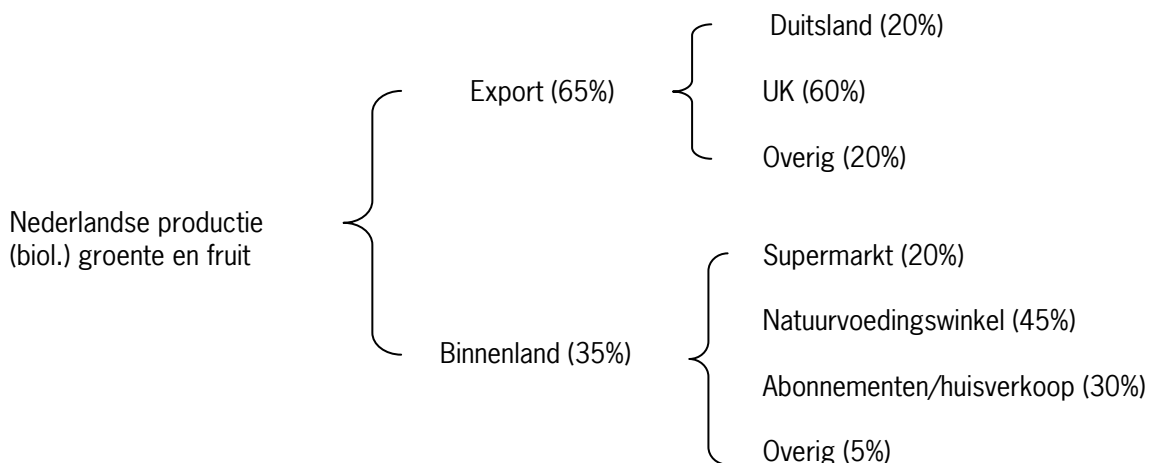 Duitsland (20%)
Export (65%)
UK (60%)
Overig (20%)
Nederlandse productie
(biol.) groente en fruit
Supermarkt (20%)
Natuurvoedingswinkel (45%)
Binnenland (35%)
Abonnementen/huisverkoop (30%)
Overig (5%)